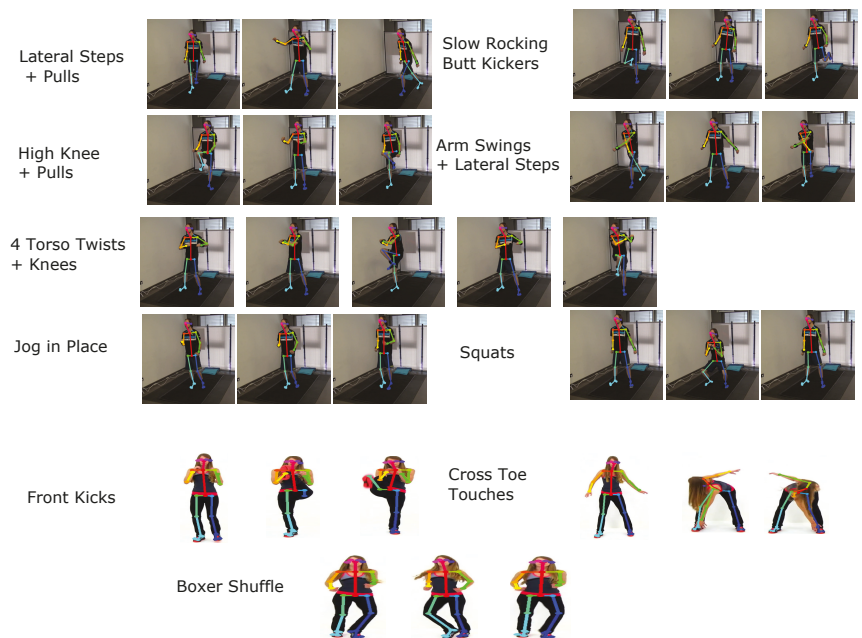 Lateral Steps
+ Pulls
Slow Rocking
Butt Kickers
High Knee
+ Pulls
Arm Swings
+ Lateral Steps
4 Torso Twists
+ Knees
Jog in Place
Squats
Front Kicks
Cross Toe
Touches
Boxer Shuffle